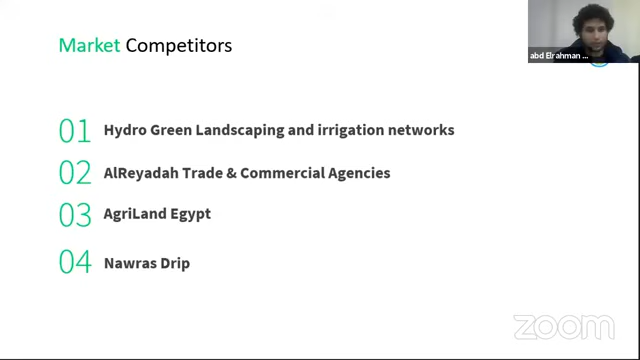 Market Competitors
abd Elrahman ...
01 Hydro Green Landscaping and irrigation networks
02 AlReyadah Trade & Commercial Agencies
03 AgriLand Egypt
04 Nawras Drip
zoom